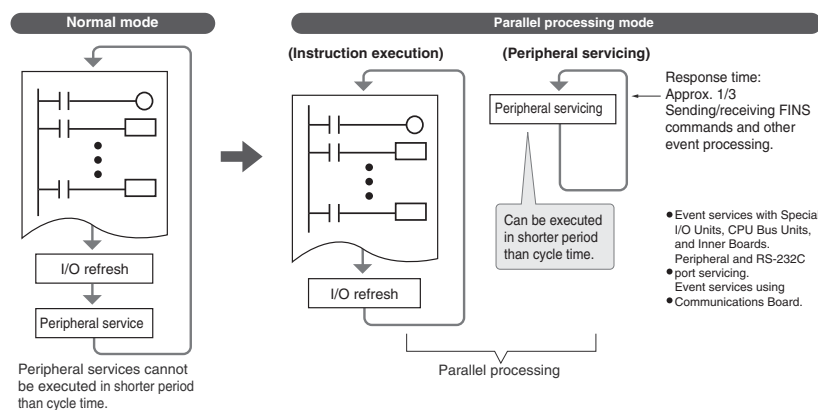 Normal mode
Parallel processing mode
(Instruction execution)
(Peripheral servicing)
Peripheral servicing
Response time:
Approx. 1/3
Sending/receiving FINS
commands and other
event processing.
Can be executed
in shorter period
than cycle time.
● Event services with Specia
I/O Units, CPU Bus Units,
and Inner Boards.
Peripheral and RS-232C
● port servicing.
Event services using
● Communications Board.
I/O refresh
Peripheral service
I/O refresh
Parallel processing
Peripheral services cannot
be executed in shorter period
than cycle time.